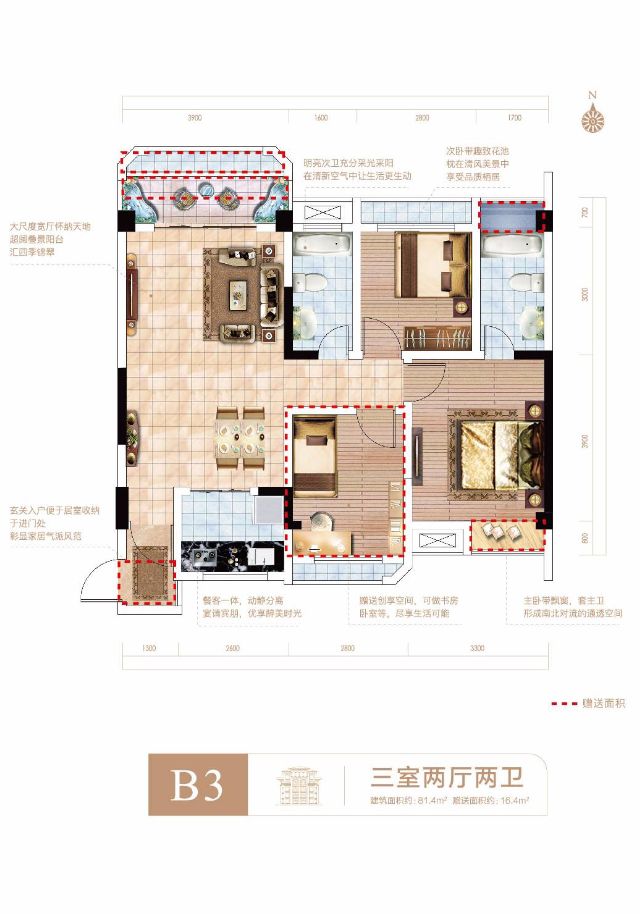 N
3900 1600 2800 1700
明亮次卫充分采光采阳
在清新空气中让生活更生动
次卧带趣致花池
枕在清风美景中
享受品质栖居
大尺度宽厅怀纳天地
超阔叠景阳台
汇四季锦翠
700
3000
3900
800
玄关入户便于居室收纳
于进门处
彰显家居气派风范
餐客一体，动静分离
宴请宾朋，优享醇美时光
赠送创享空间，可做书房
卧室等，尽享生活可能
主卧带飘窗，套主卫
形成南北对流的通透空间
1300 2600 2800 3300
赠送面积
B3
三室两厅两卫
建筑面积约：81.4m² 赠送面积约：16.4m²